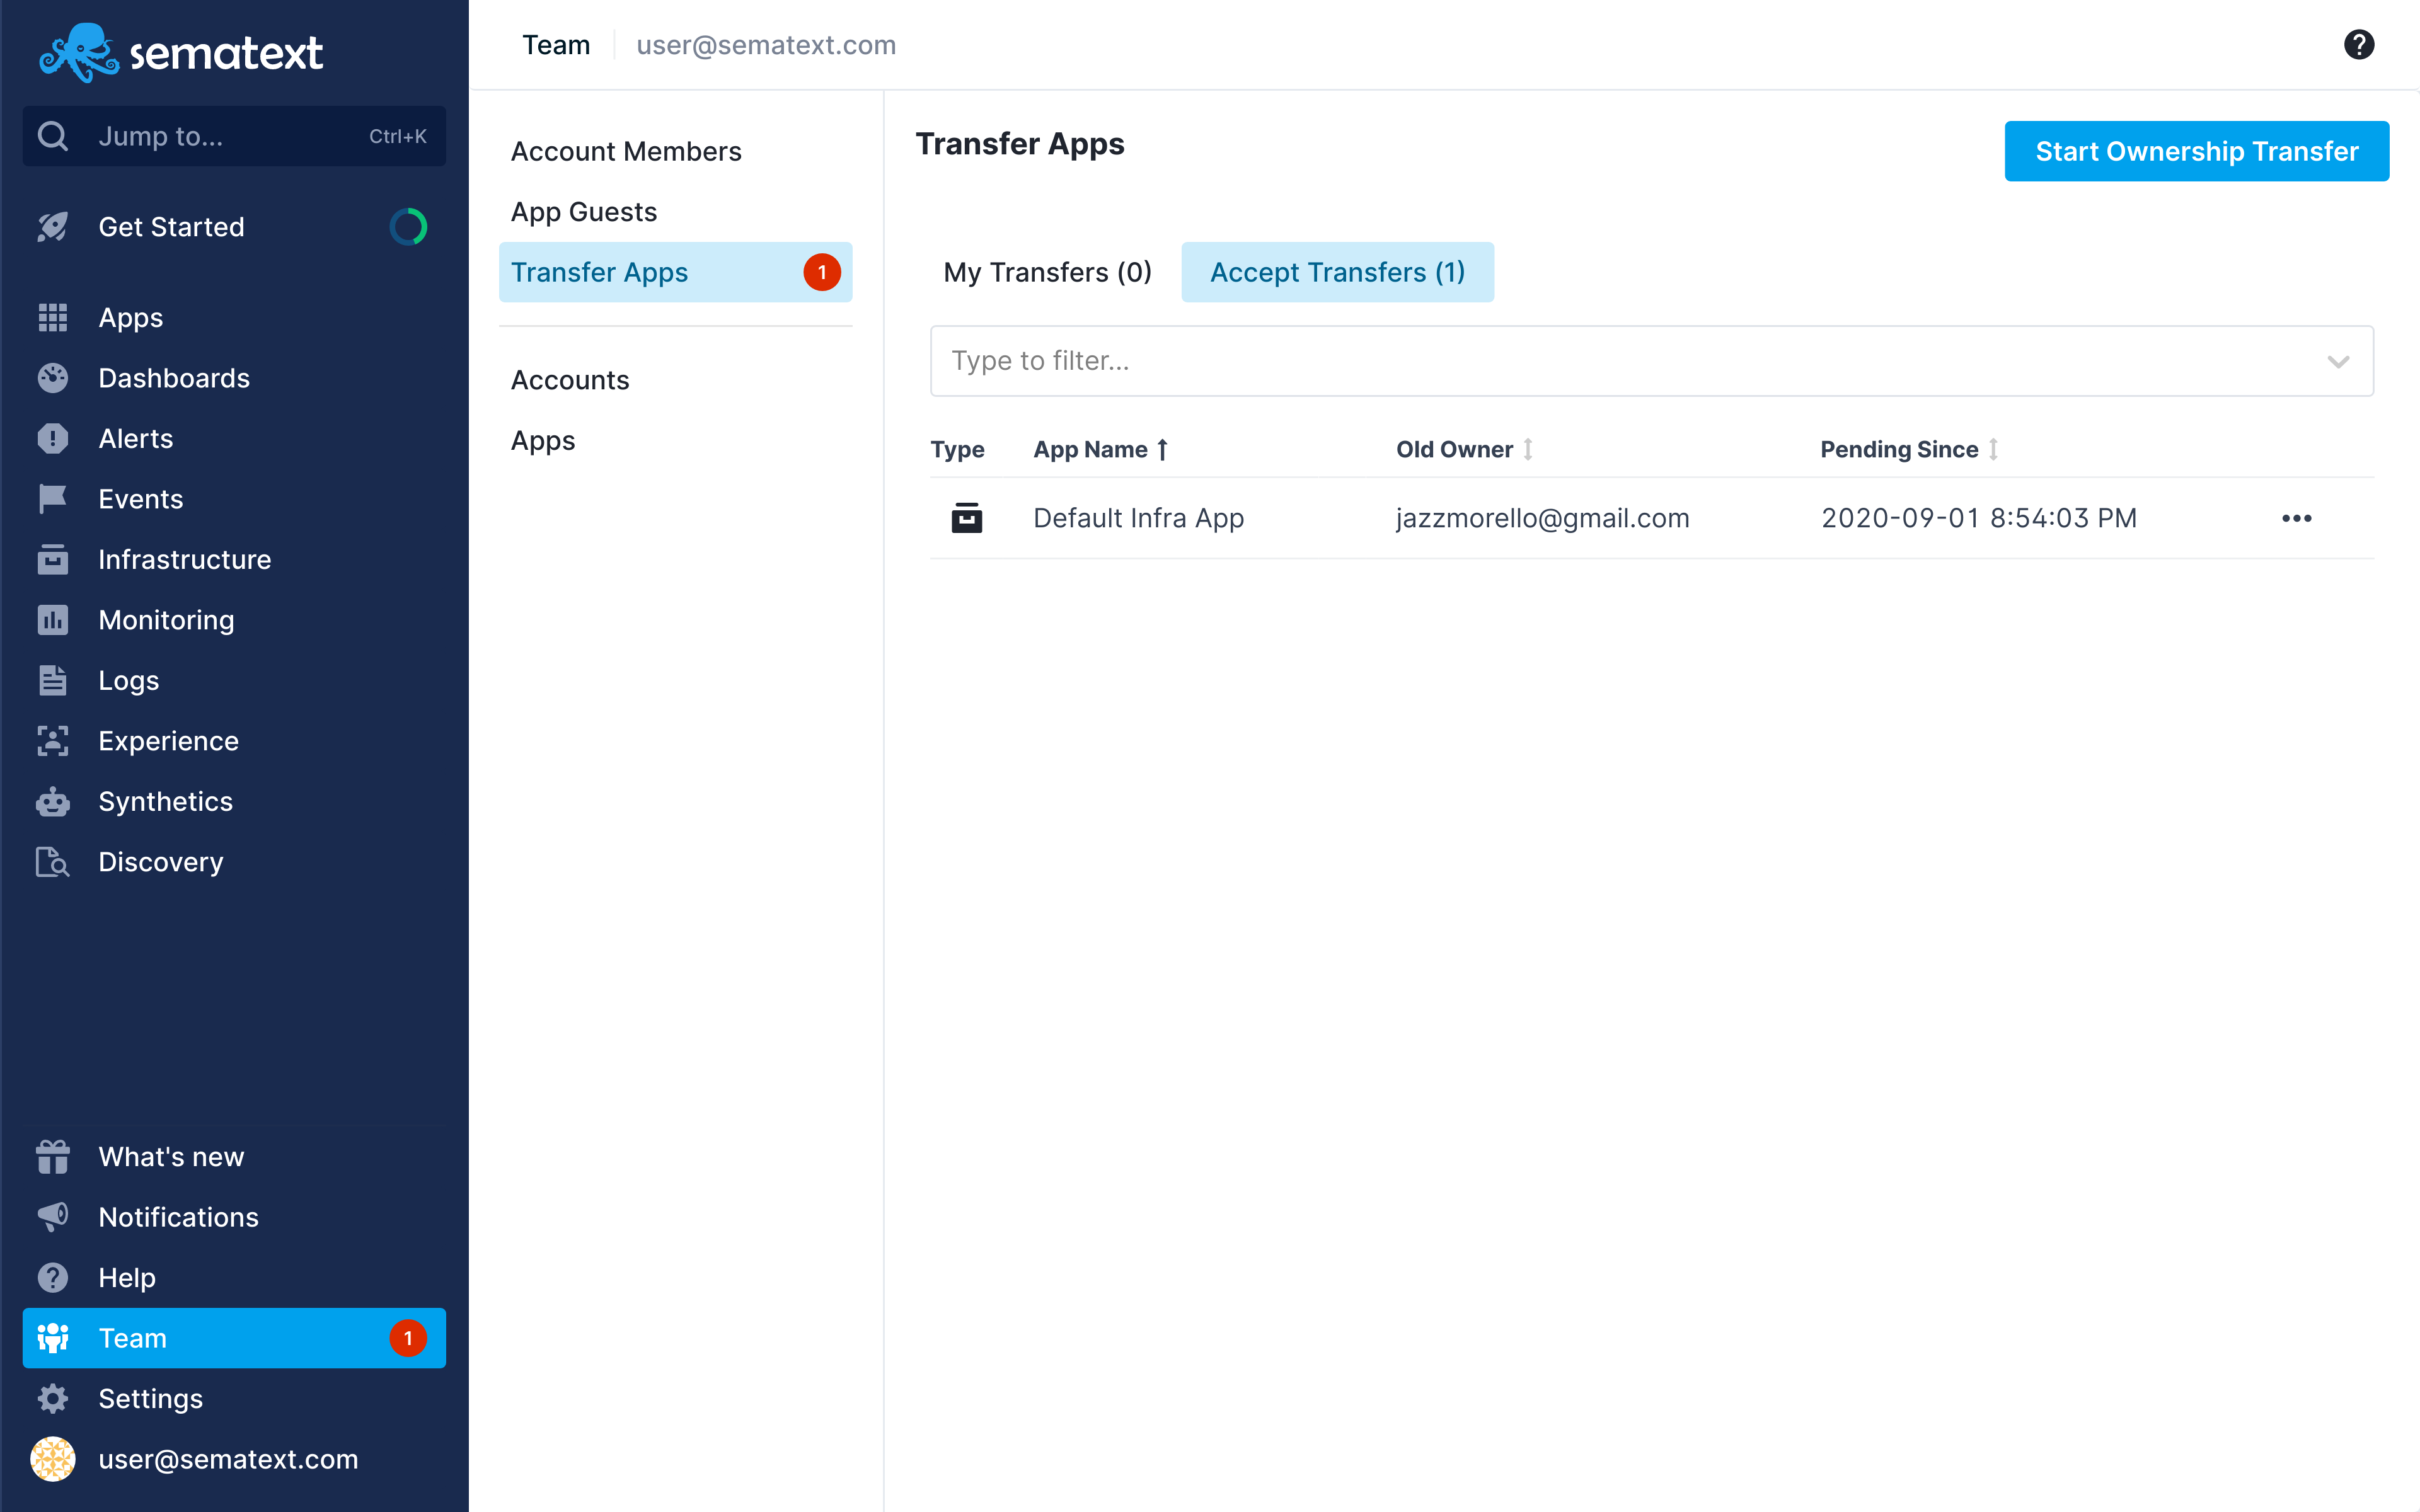 sematext
Jump to... Ctrl+K
Get Started
Apps
Dashboards
Alerts
Events
Infrastructure
Monitoring
Logs
Experience
Synthetics
Discovery
What's new
Notifications
Help
Team 1
Settings
user@sematext.com
Team user@sematext.com
Account Members
App Guests
Transfer Apps 1
Accounts
Apps
Transfer Apps
Start Ownership Transfer
My Transfers (0) Accept Transfers (1)
Type to filter...
Type App Name Old Owner Pending Since
Default Infra App jazzmorello@gmail.com 2020-09-01 8:54:03 PM